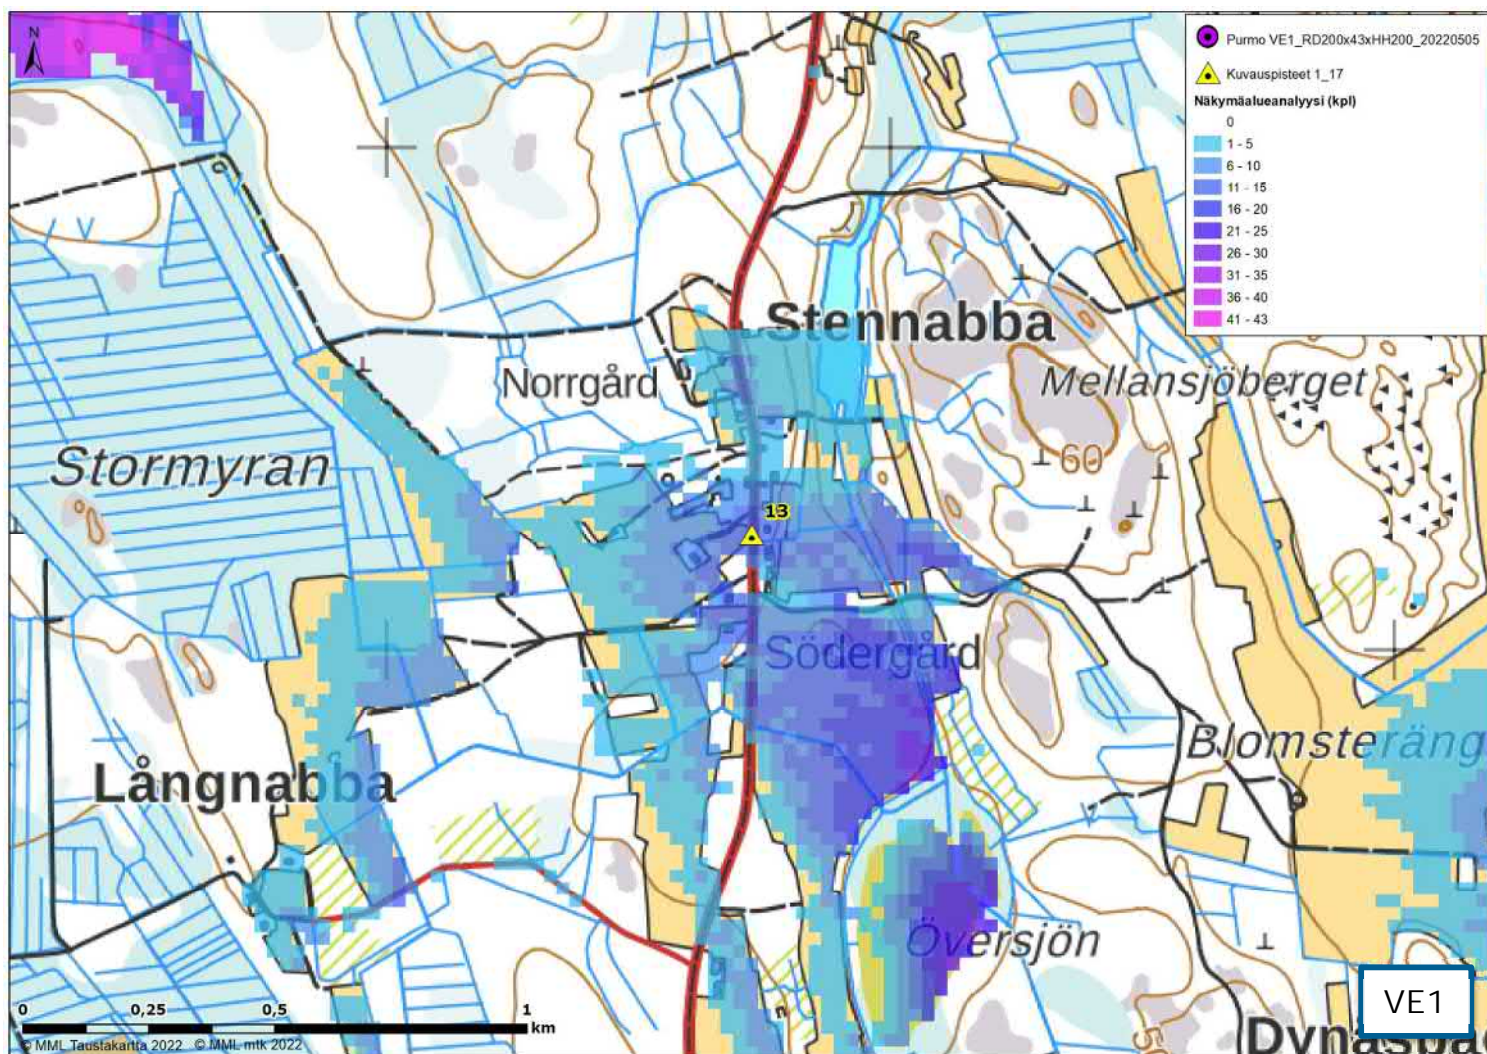 N
Purmo VE1_RD200x43xHH200_20220505
Kuvauspisteet 1_17
Näkymäalueanalyysi (kpl)
0
1 - 5
6 - 10
11 - 15
16 - 20
21 - 25
26 - 30
31 - 35
36 - 40
41 - 43
Stennabba
Norrgård
Mellansjöberget
60
Stormyran
13
Södergård
Blomsteräng
Långnabba
Översjön
VE1
0 0,25 0,5 1
km
© MML Taustakartta 2022 © MML mtk 2022
50